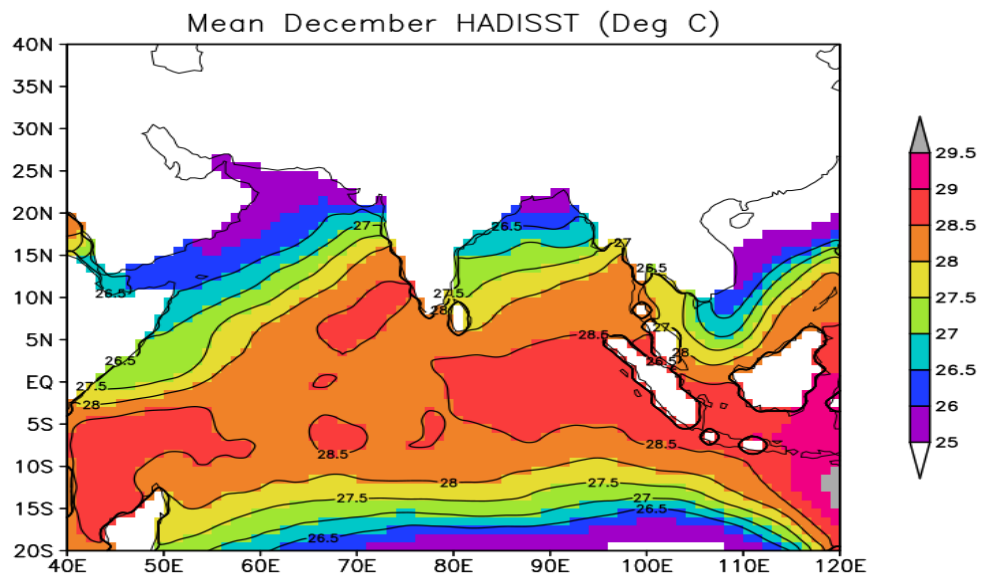 Mean December HADISST (Deg C)
40N
35N
30N
25N
20N
15N
10N
5N
EQ
5S
10S
15S
20S
40E
50E
60E
70E
80E
90E
100E
110E
120E
27
26.5
27
26.5
26.5
27.5
28
27
28
26.5
28.5
26.5
27.5
28
28.5
28.5
28
27.5
27.5
27
26.5
26.5
29.5
29
28.5
28
27.5
27
26.5
26
25